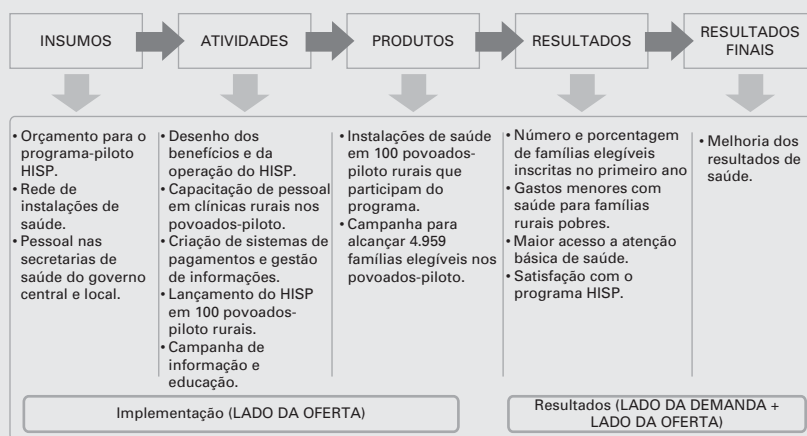 INSUMOS
ATIVIDADES
PRODUTOS
RESULTADOS
RESULTADOS
FINAIS
• Orçamento para o
programa-piloto
HISP.
• Rede de
instalações de
saúde.
• Pessoal nas
secretarias de
saúde do governo
central e local.
• Desenho dos
benefícios e da
operação do HISP.
• Capacitação de pessoal
em clínicas rurais nos
povoados-piloto.
• Criação de sistemas de
pagamentos e gestão
de informações.
• Lançamento do HISP
em 100 povoados-
piloto rurais.
• Campanha de
informação e
educação.
• Instalações de saúde
em 100 povoados-
piloto rurais que
participam do
programa.
• Campanha para
alcançar 4.959
famílias elegíveis nos
povoados-piloto.
• Número e porcentagem
de famílias elegíveis
inscritas no primeiro ano
• Gastos menores com
saúde para famílias
rurais pobres.
• Maior acesso a atenção
básica de saúde.
• Satisfação com o
programa HISP.
• Melhoria dos
resultados de
saúde.
Implementação (LADO DA OFERTA)
Resultados (LADO DA DEMANDA +
LADO DA OFERTA)